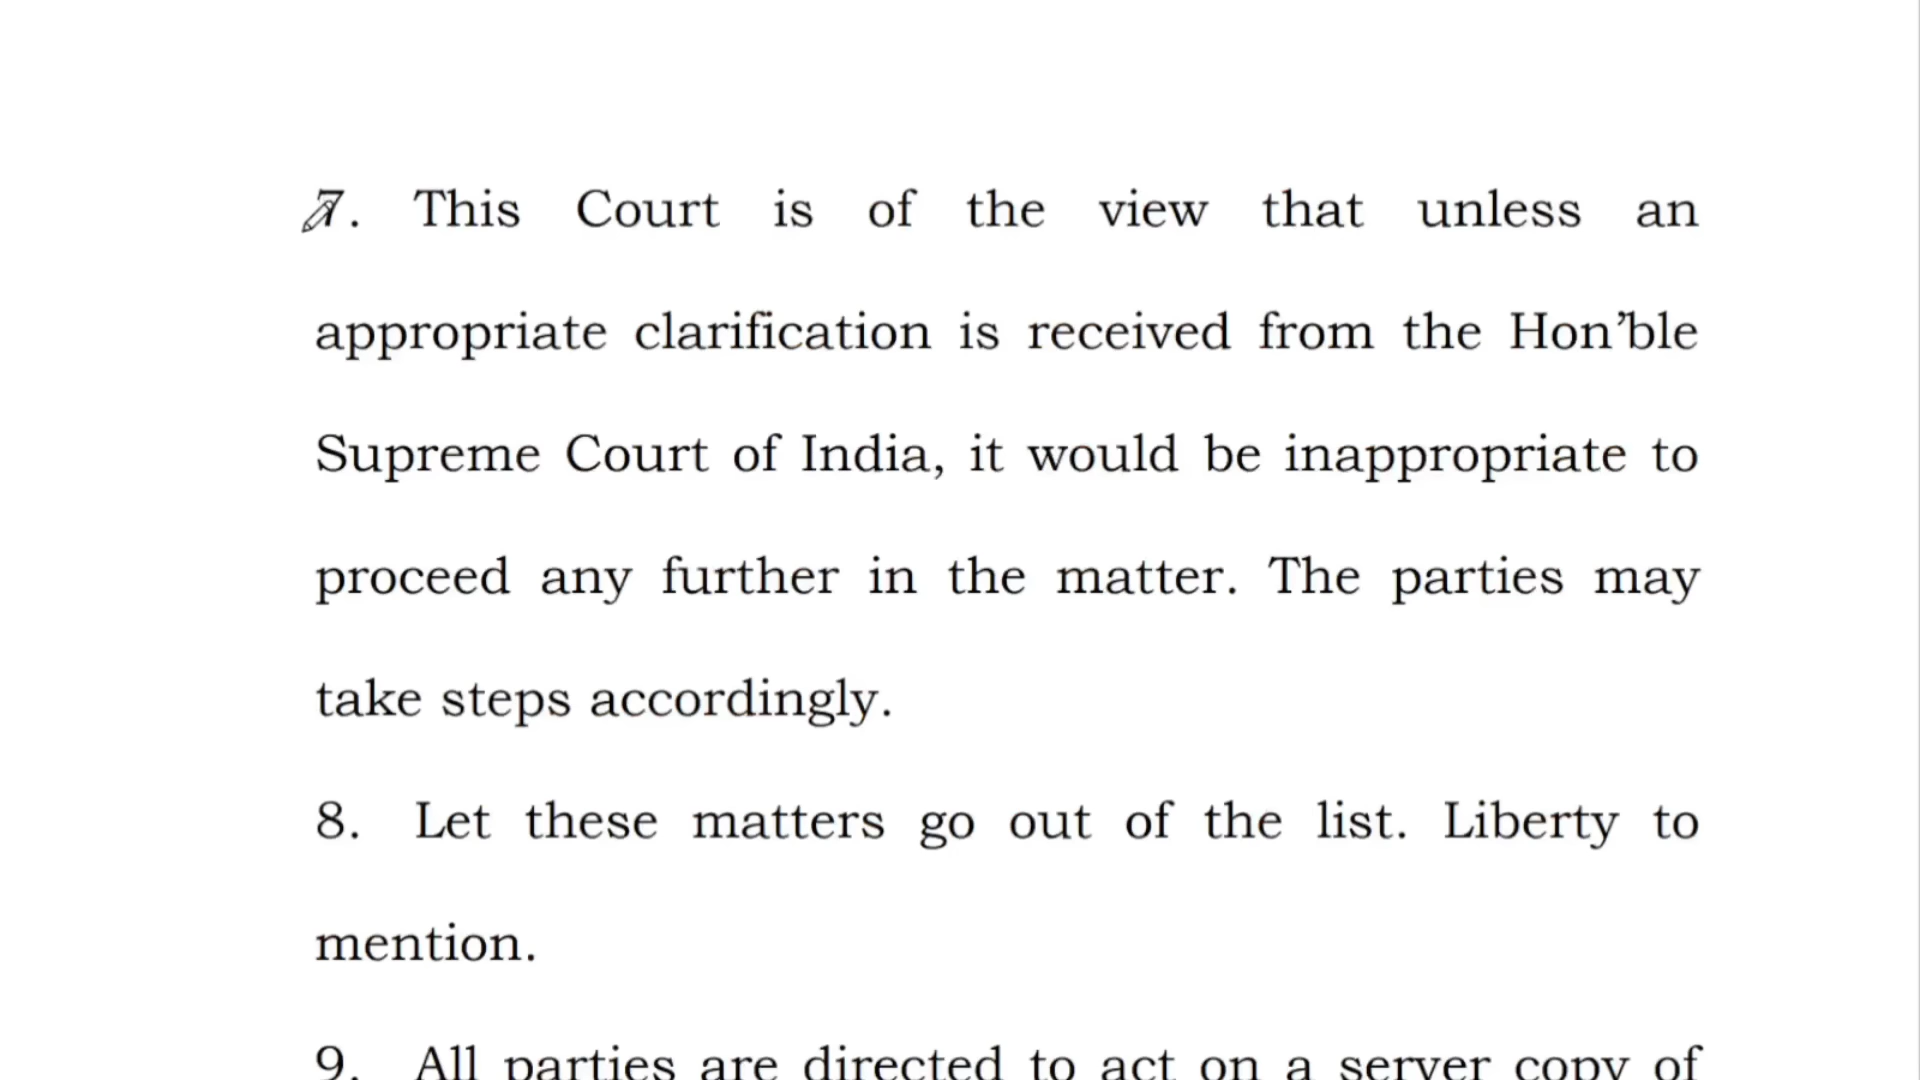 7. This Court is of the view that unless an
appropriate clarification is received from the Hon’ble
Supreme Court of India, it would be inappropriate to
proceed any further in the matter. The parties may
take steps accordingly.
8. Let these matters go out of the list. Liberty to
mention.
9. All parties are directed to act on a server copy of